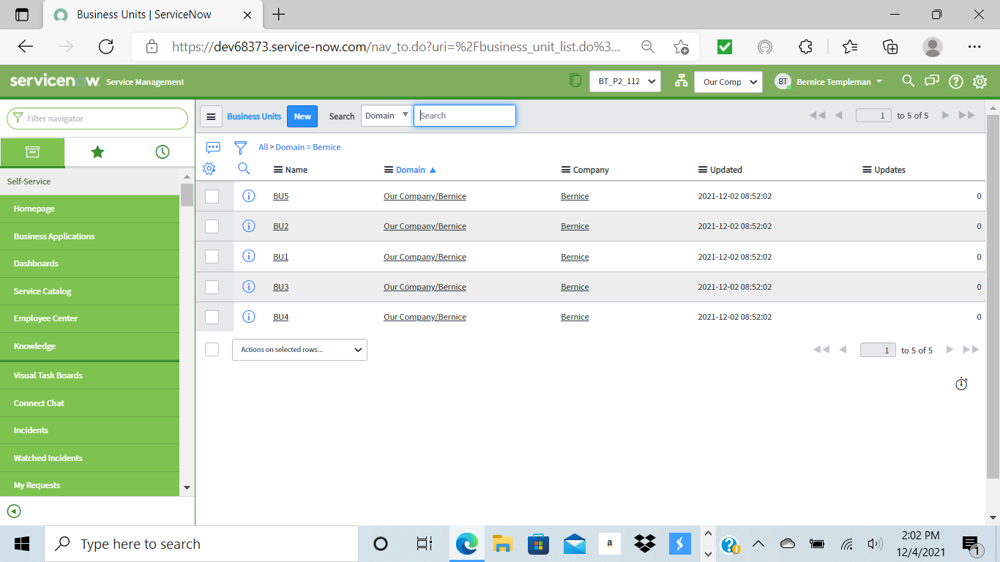 Business Units | ServiceNow
https://dev68373.service-now.com/nav_to.do?uri=%2Fbusiness_unit_list.do%3...
servicenow Service Management BT_P2_112 Our Comp BT Bernice Templeman
Filter navigator
Business Units New Search Domain Search 1 to 5 of 5
All > Domain = Bernice
Name Domain Company Updated Updates
BU5 Our Company/Bernice Bernice 2021-12-02 08:52:02 0
BU2 Our Company/Bernice Bernice 2021-12-02 08:52:02 0
BU1 Our Company/Bernice Bernice 2021-12-02 08:52:02 0
BU3 Our Company/Bernice Bernice 2021-12-02 08:52:02 0
BU4 Our Company/Bernice Bernice 2021-12-02 08:52:02 0
Actions on selected rows... 1 to 5 of 5
Self-Service
Homepage
Business Applications
Dashboards
Service Catalog
Employee Center
Knowledge
Visual Task Boards
Connect Chat
Incidents
Watched Incidents
My Requests
Type here to search
a
2:02 PM
12/4/2021
1